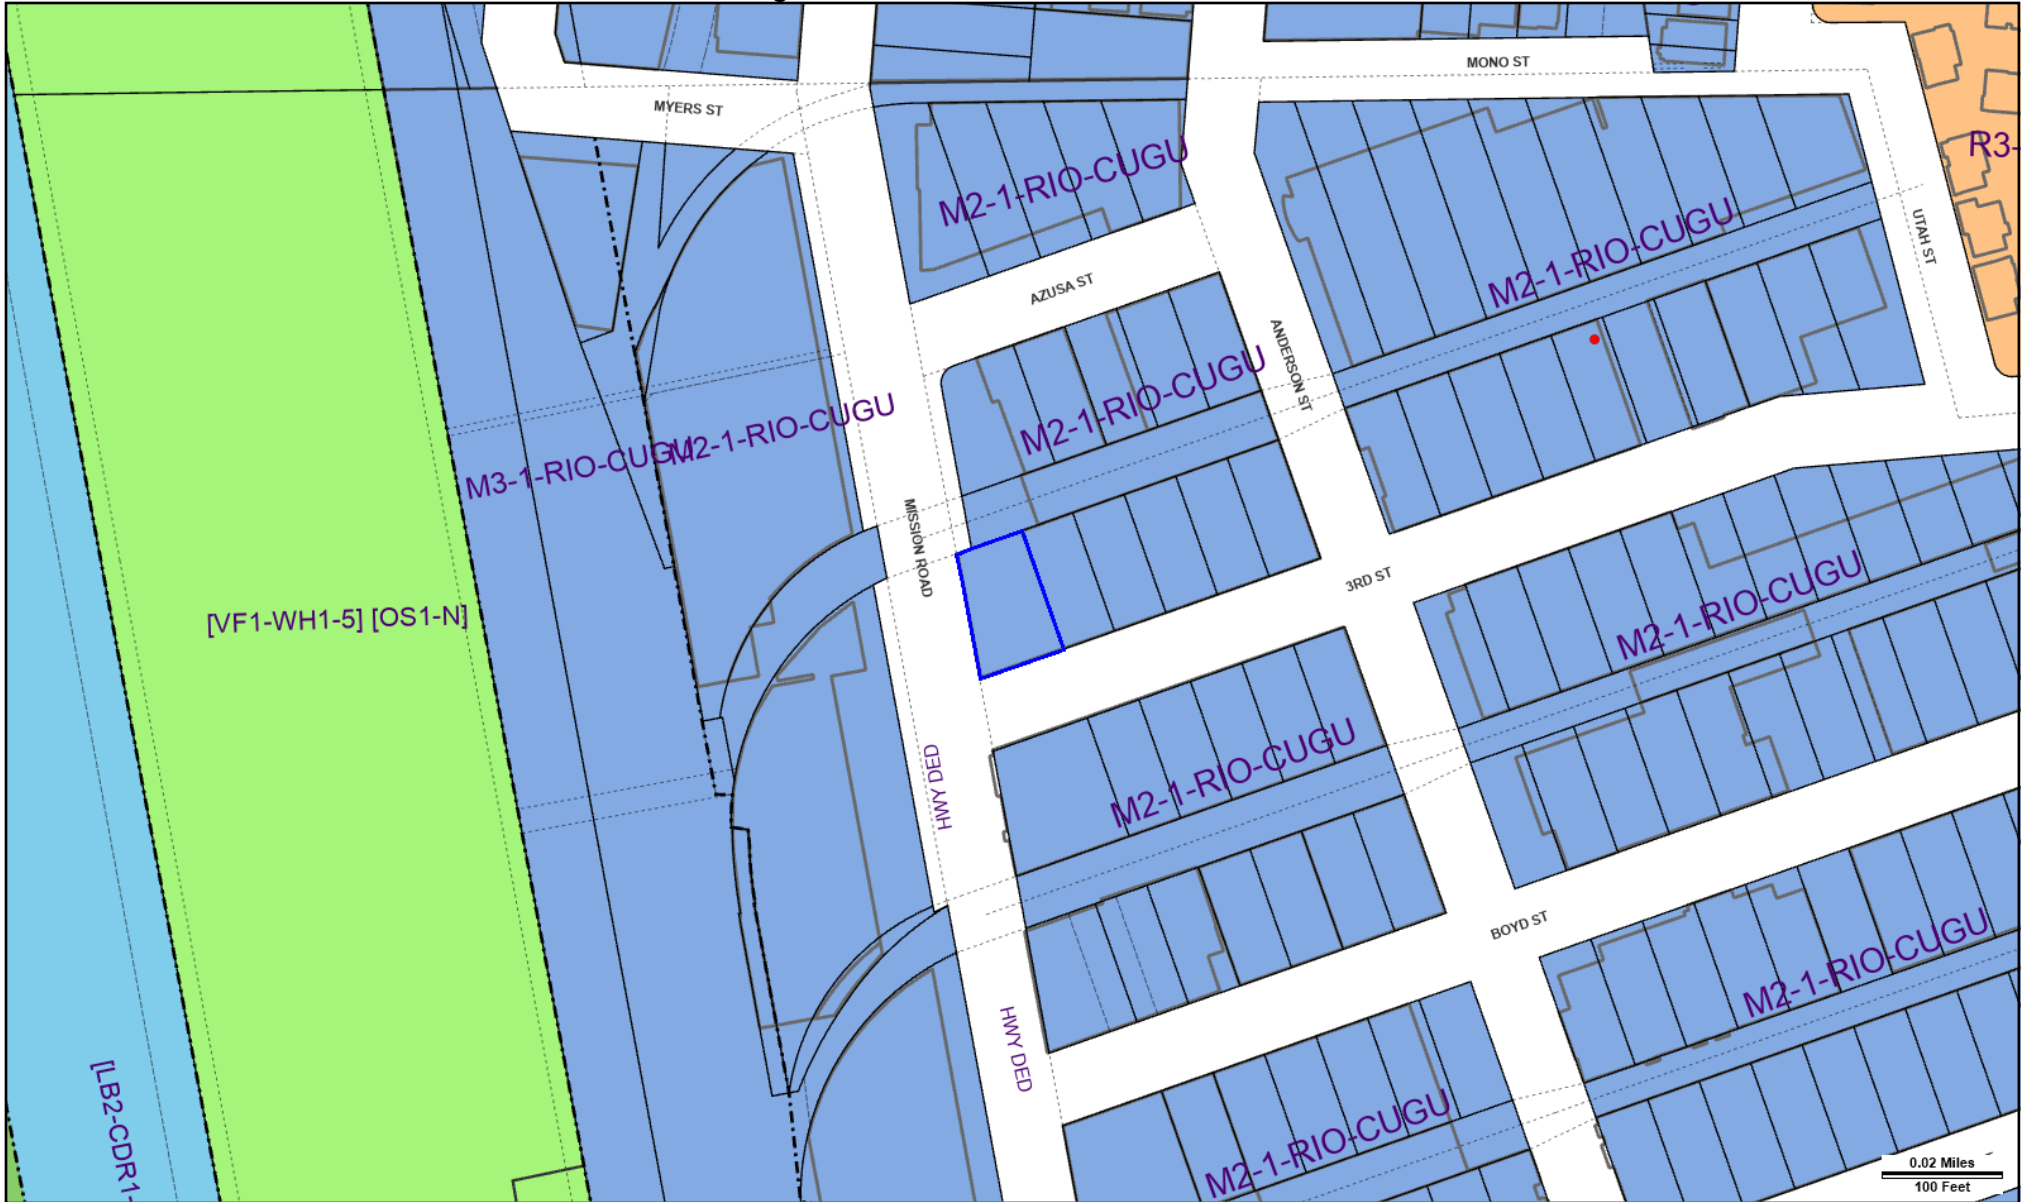 MONO ST
MYERS ST
R3-
M2-1-RIO-CUGU
M2-1-RIO-CUGU
UTAH ST
AZUSA ST
ANDERSON ST
M2-1-RIO-CUGU
M2-1-RIO-CUGU
M3-1-RIO-CUGU
MISSION ROAD
3RD ST
[VF1-WH1-5] [OS1-N]
M2-1-RIO-CUGU
M2-1-RIO-CUGU
HWY DED
BOYD ST
M2-1-RIO-CUGU
HWY DED
[LB2-CDR1-
M2-1-RIO-CUGU
0.02 Miles
100 Feet